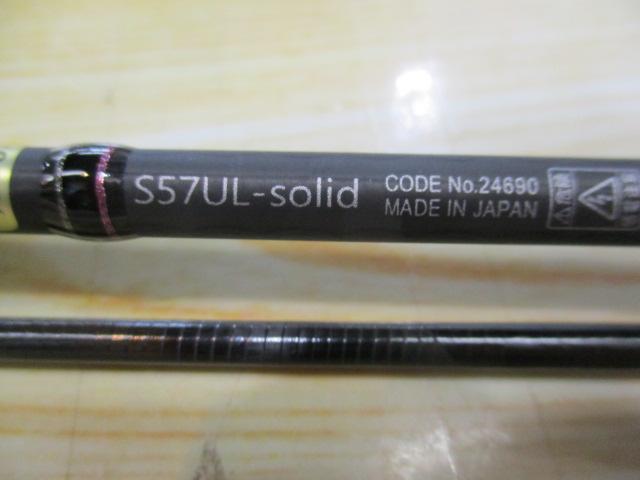 S57UL-solid
CODE No.24690
MADE IN JAPAN